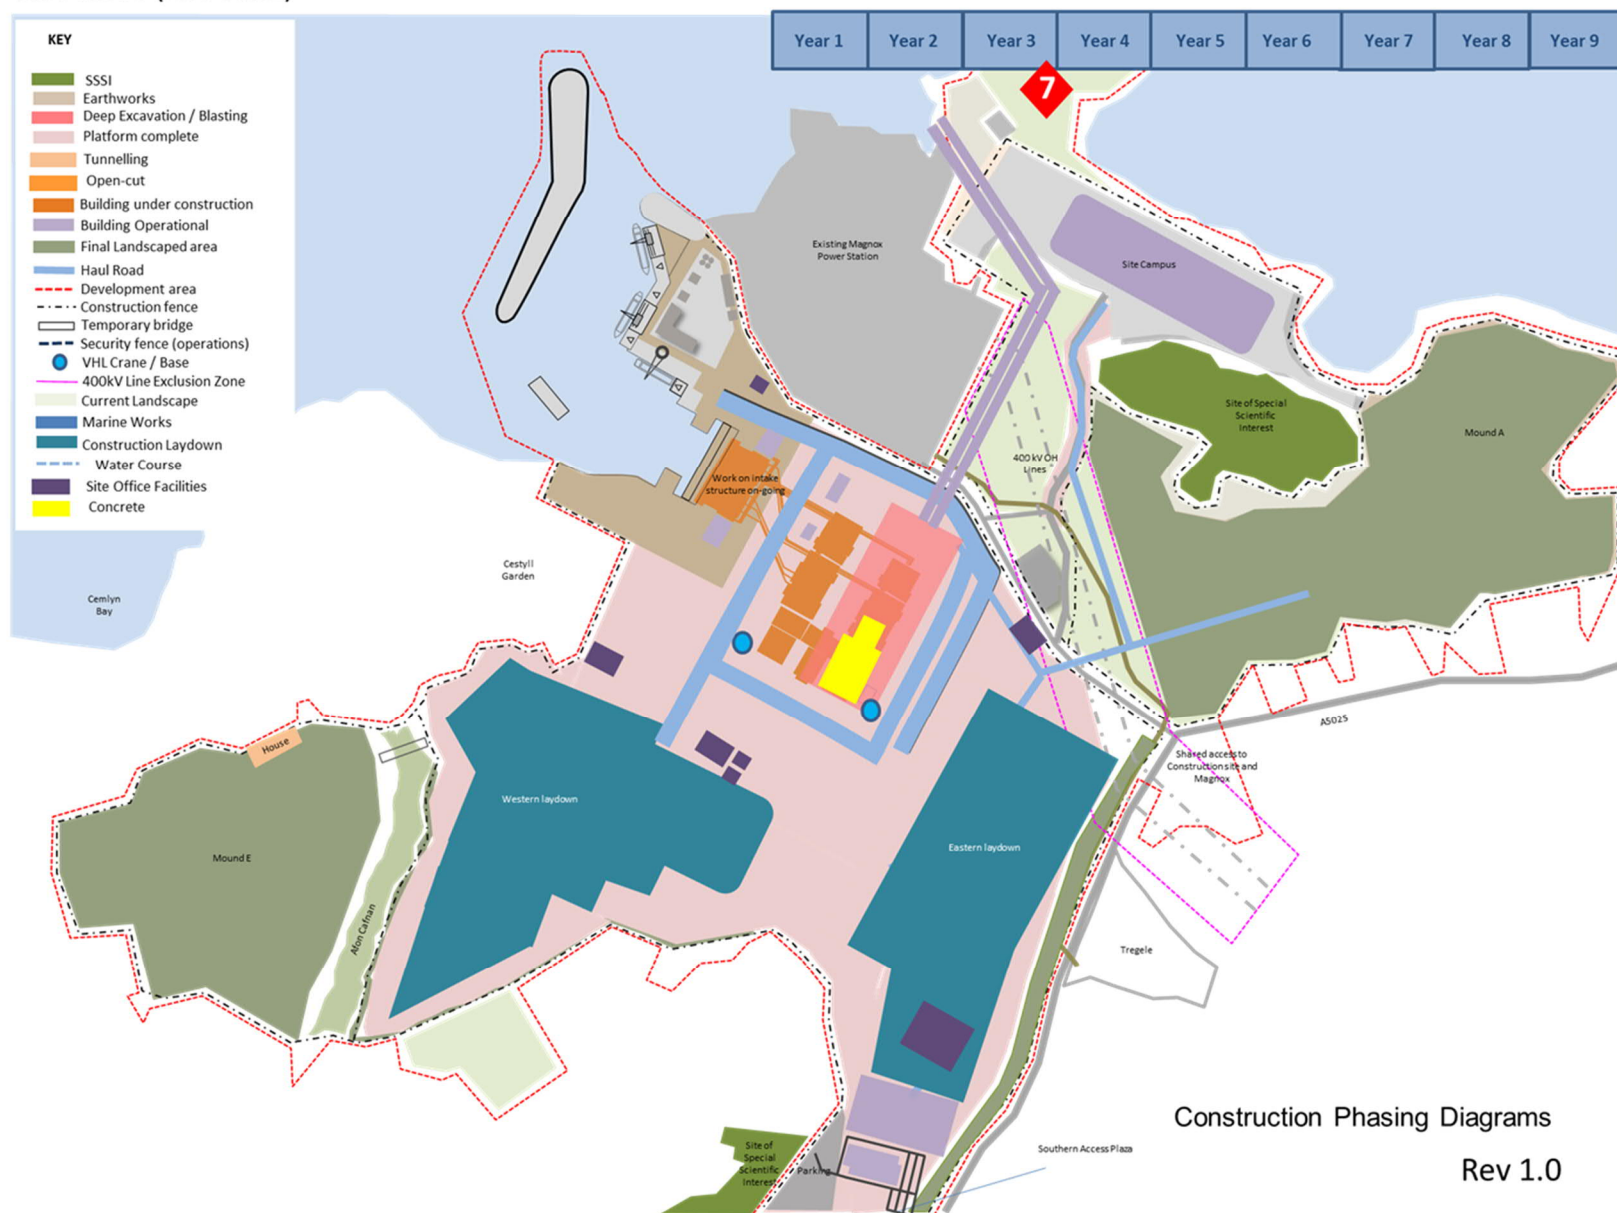 KEY
SSSI
Earthworks
Deep Excavation / Blasting
Platform complete
Tunnelling
Open-cut
Building under construction
Building Operational
Final Landscaped area
Haul Road
Development area
Construction fence
Temporary bridge
Security fence (operations)
VHL Crane / Base
400kV Line Exclusion Zone
Current Landscape
Marine Works
Construction Laydown
Water Course
Site Office Facilities
Concrete
Year 1
Year 2
Year 3
Year 4
Year 5
Year 6
Year 7
Year 8
Year 9
7
Existing Magnox
Power Station
Site Campus
Site of Special
Scientific
Interest
Mound A
400 kV OH
Lines
Work on intake
structure on-going
Cestyll
Garden
Cemlyn
Bay
House
Western laydown
Mound E
Afon Cafnan
Eastern laydown
A5025
Shared access to
Construction site and
Magnox
Tregele
Southern Access Plaza
Site of
Special
Scientific
Interest
Parking
Construction Phasing Diagrams
Rev 1.0